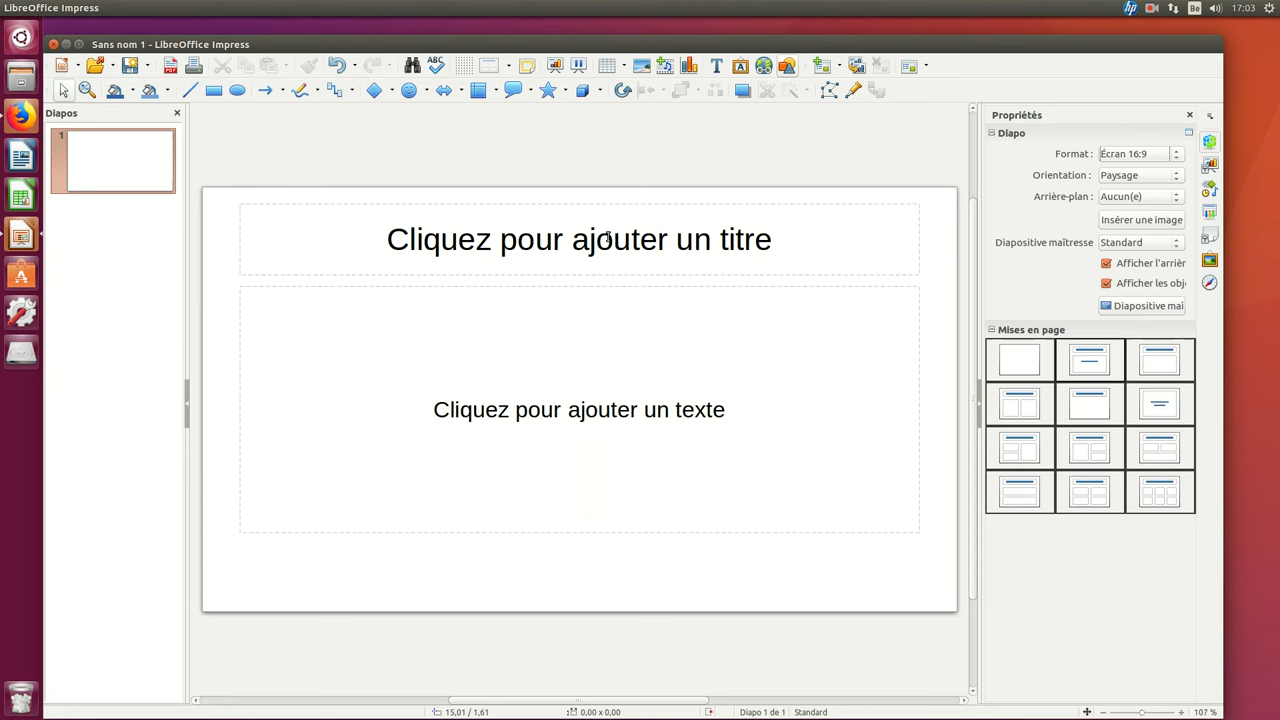 LibreOffice Impress
Be
17:03
Sans nom 1 - LibreOffice Impress
ABC
Diapos
1
Cliquez pour ajouter un titre
Cliquez pour ajouter un texte
Propriétés
Diapo
Format :
Écran 16:9
Orientation :
Paysage
Arrière-plan :
Aucun(e)
Insérer une image
Diapositive maîtresse
Standard
Afficher l'arrièr
Afficher les obj
Diapositive maî
Mises en page
15,01 / 1,61
0,00 x 0,00
Diapo 1 de 1
Standard
107 %